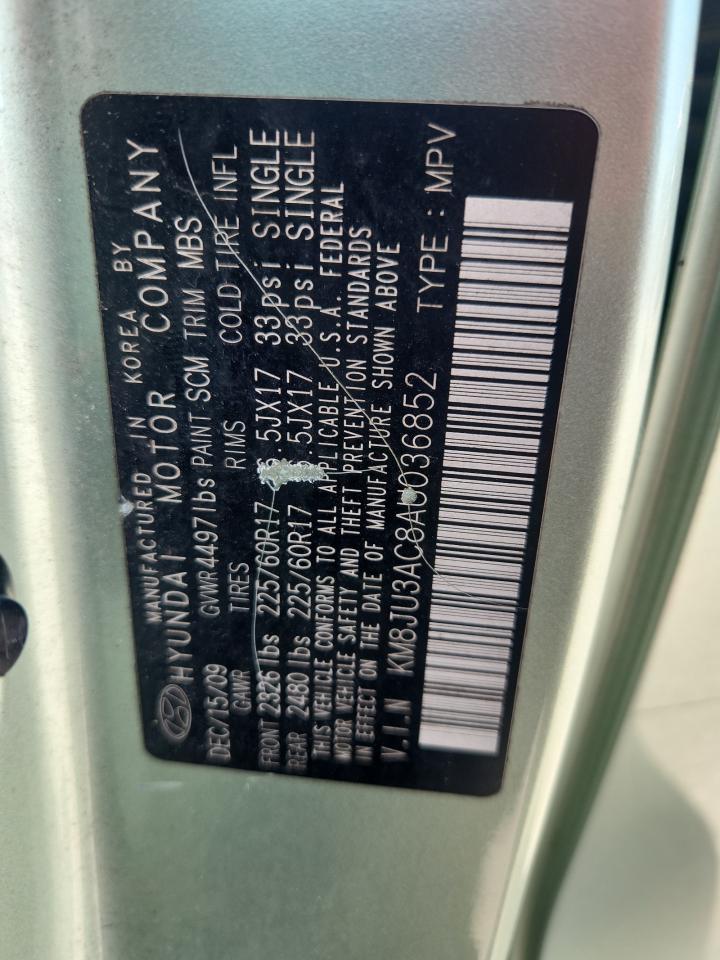 MANUFACTURED IN KOREA BY
HYUNDAI MOTOR COMPANY
DEC/15/09 GVWR 4497lbs PAINT SCM TRIM MBS
GAWR TIRES RIMS COLD TIRE INFL
FRONT lbs 225/60R17 5JX17 33psi SINGLE
REAR 2480 lbs 225/60R17 .5JX17 33psi SINGLE
THIS VEHICLE CONFORMS TO ALL APPLICABLE U.S.A. FEDERAL
MOTOR VEHICLE SAFETY AND THEFT PREVENTION STANDARDS
IN EFFECT ON THE DATE OF MANUFACTURE SHOWN ABOVE
V.I.N KM8JU3AC8AU036852 TYPE : MPV